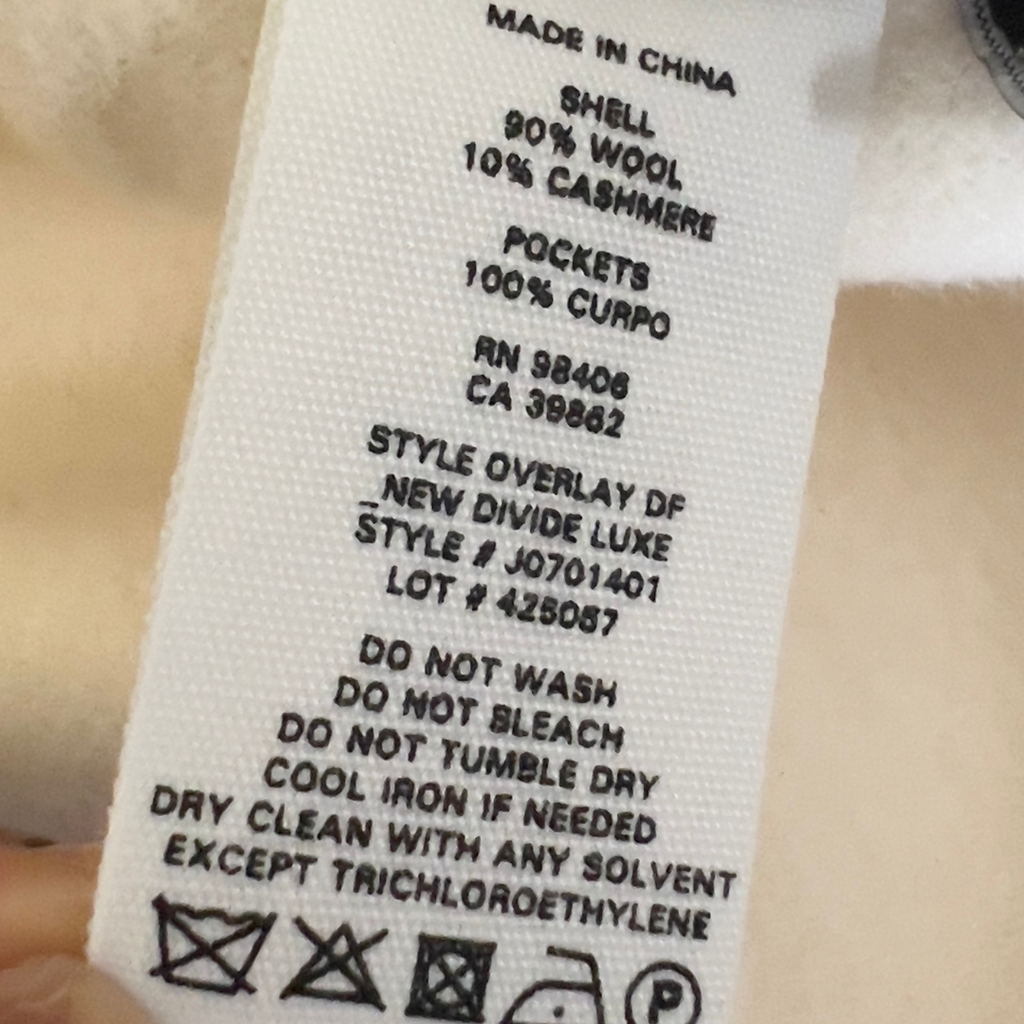 MADE IN CHINA
SHELL
90% WOOL
10% CASHMERE
POCKETS
100% CURPO
RN 98406
CA 39862
STYLE OVERLAY DF
_NEW DIVIDE LUXE
STYLE # J0701401
LOT # 425057
DO NOT WASH
DO NOT BLEACH
DO NOT TUMBLE DRY
COOL IRON IF NEEDED
DRY CLEAN WITH ANY SOLVENT
EXCEPT TRICHLOROETHYLENE
P